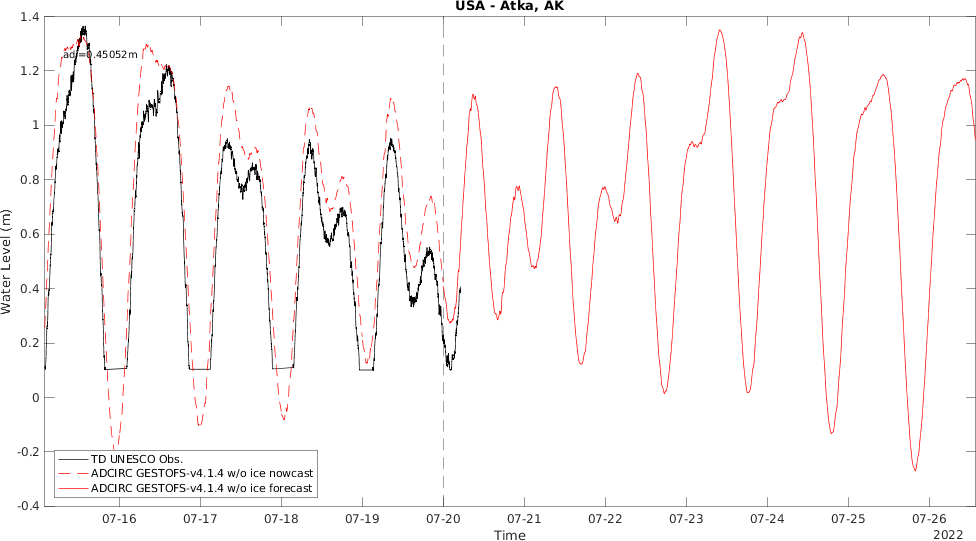 USA - Atka, AK
1.4
1.2
1
0.8
0.6
0.4
0.2
0
-0.2
-0.4
Water Level (m)
adj=0.45052m
TD UNESCO Obs.
ADCIRC GESTOFS-v4.1.4 w/o ice nowcast
ADCIRC GESTOFS-v4.1.4 w/o ice forecast
07-16 07-17 07-18 07-19 07-20 07-21 07-22 07-23 07-24 07-25 07-26
Time
2022